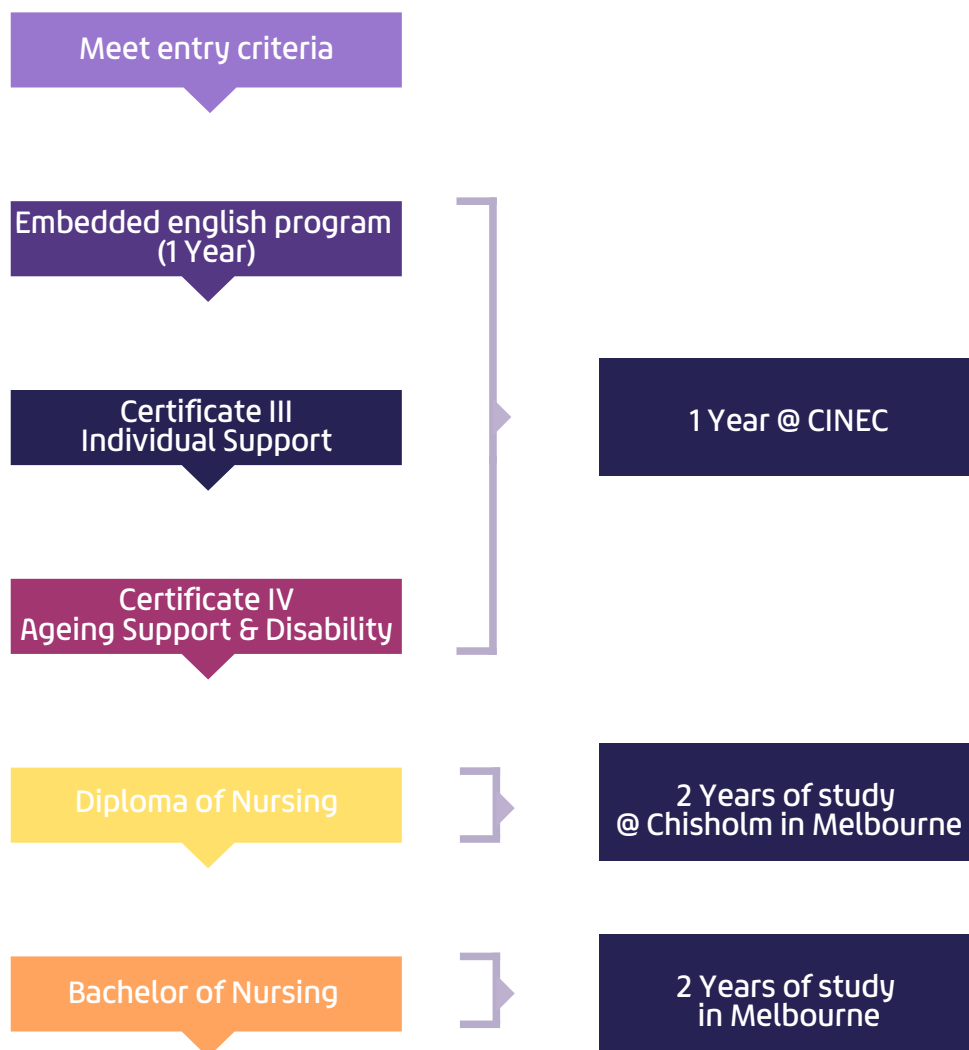 Meet entry criteria
Embedded english program
(1 Year)
Certificate III
Individual Support
1 Year @ CINEC
Certificate IV
Ageing Support & Disability
Diploma of Nursing
2 Years of study
@ Chisholm in Melbourne
Bachelor of Nursing
2 Years of study
in Melbourne